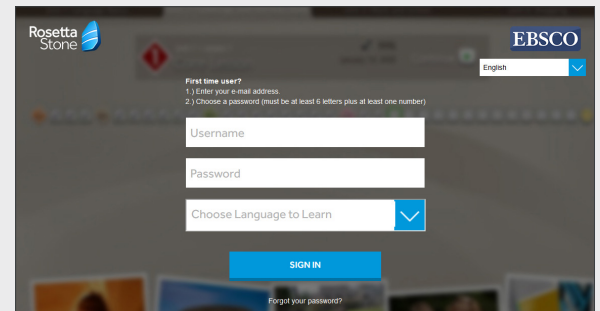 Rosetta
Stone
EBSCO
English
First time user?
1.) Enter your e-mail address.
2.) Choose a password (must be at least 6 letters plus at least one number)
Username
Password
Choose Language to Learn
SIGN IN
Forgot your password?